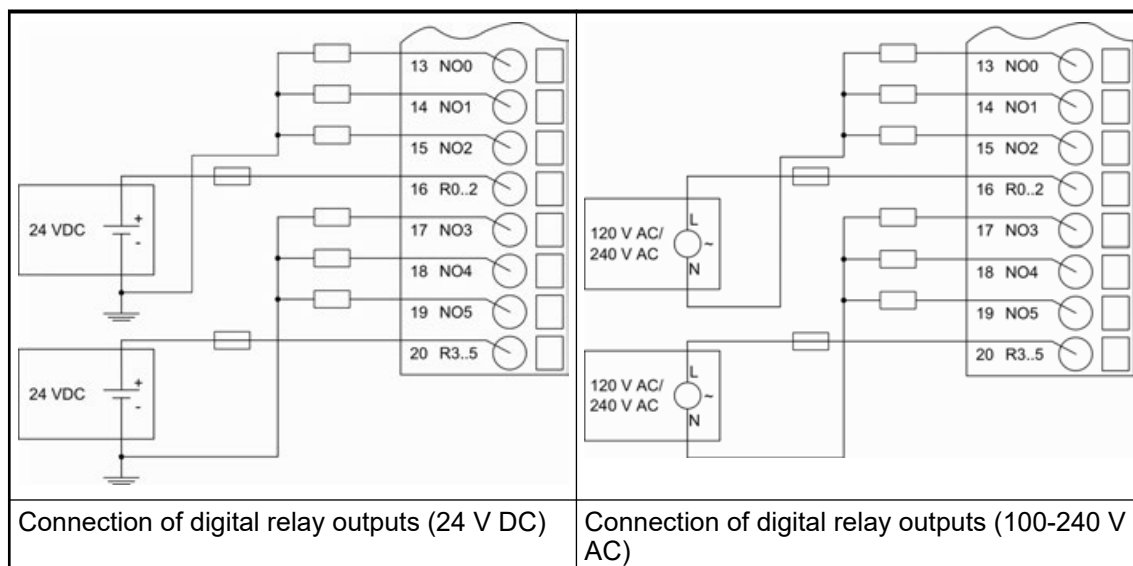 13 NO0
14 NO1
15 NO2
16 R0..2
17 NO3
18 NO4
19 NO5
20 R3..5
24 VDC
+
-
24 VDC
+
-
13 NO0
14 NO1
15 NO2
16 R0..2
17 NO3
18 NO4
19 NO5
20 R3..5
120 V AC/
240 V AC
L
~
N
120 V AC/
240 V AC
L
~
N
Connection of digital relay outputs (24 V DC)
Connection of digital relay outputs (100-240 V
AC)